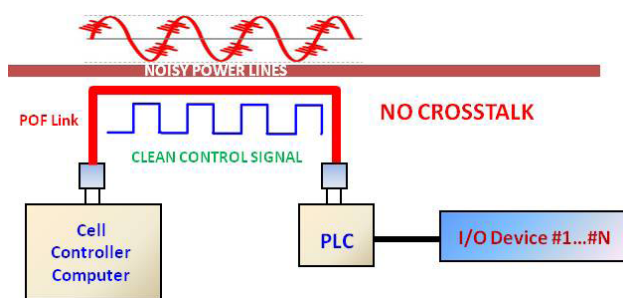 NOISY POWER LINES
POF Link
NO CROSSTALK
CLEAN CONTROL SIGNAL
Cell
Controller
Computer
PLC
I/O Device #1...#N